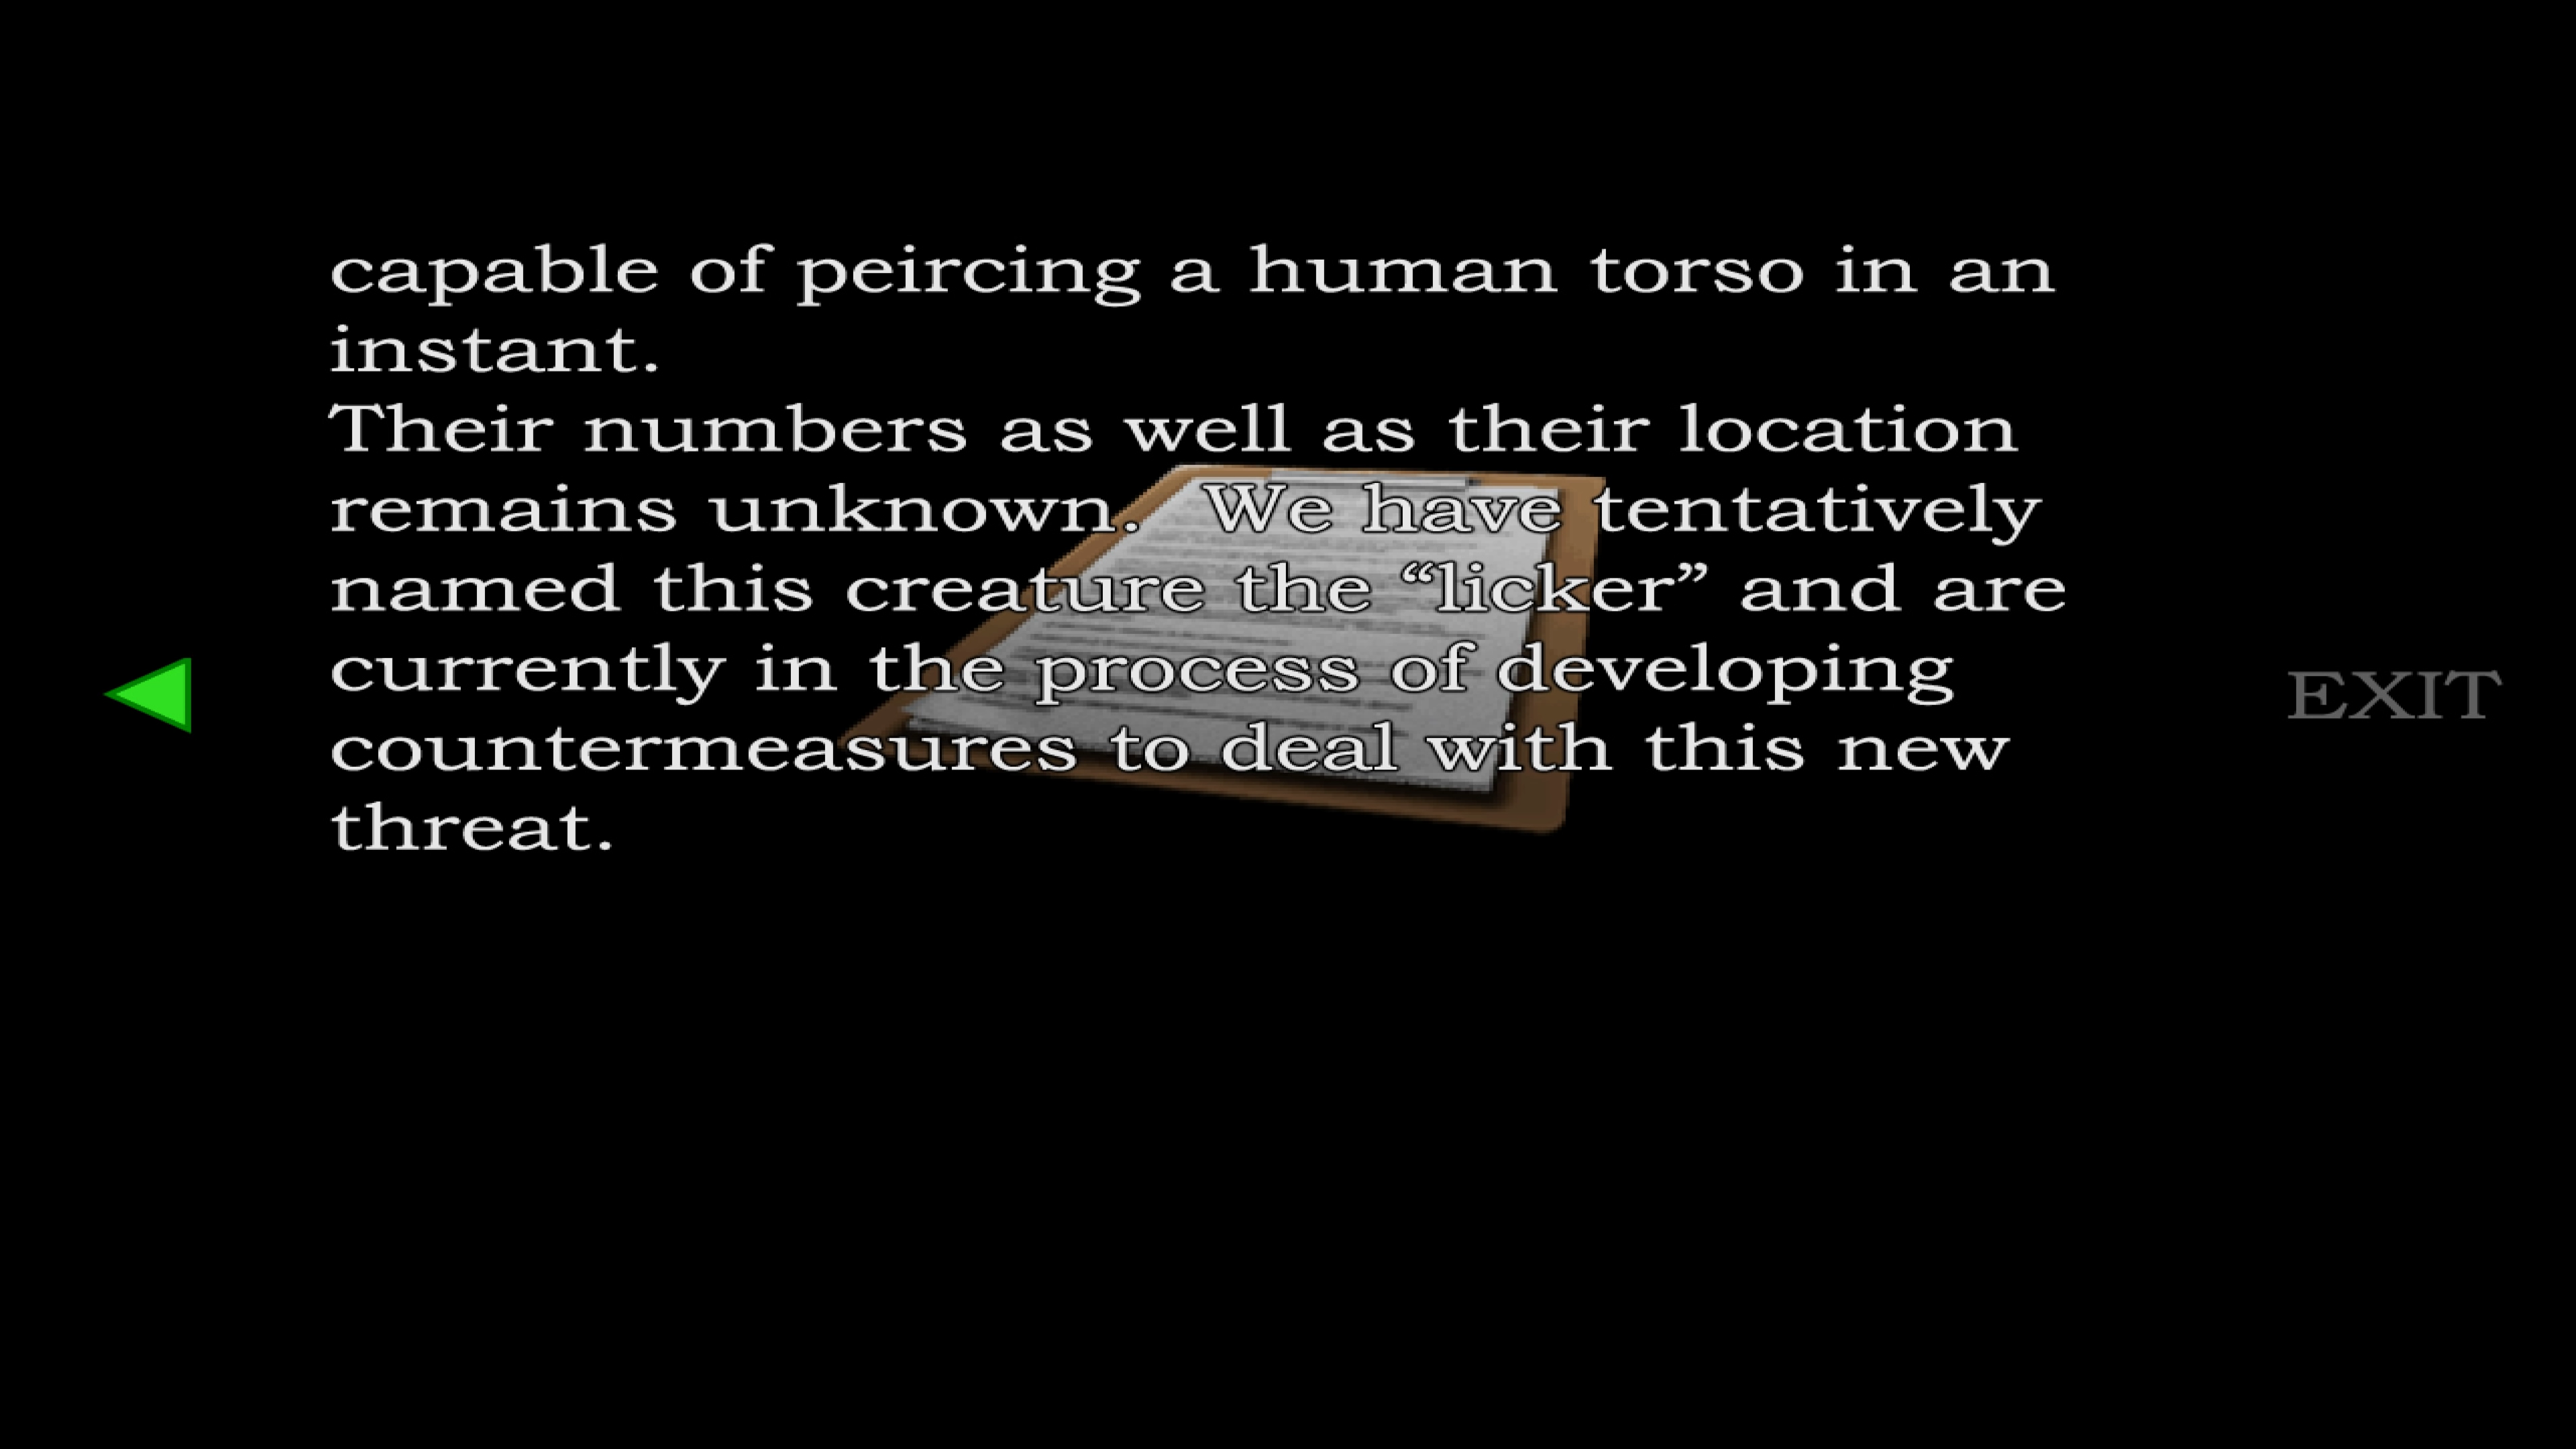 capable of peircing a human torso in an
instant.
Their numbers as well as their location
remains unknown.  We have tentatively
named this creature the “licker” and are
currently in the process of developing
countermeasures to deal with this new
threat.
EXIT